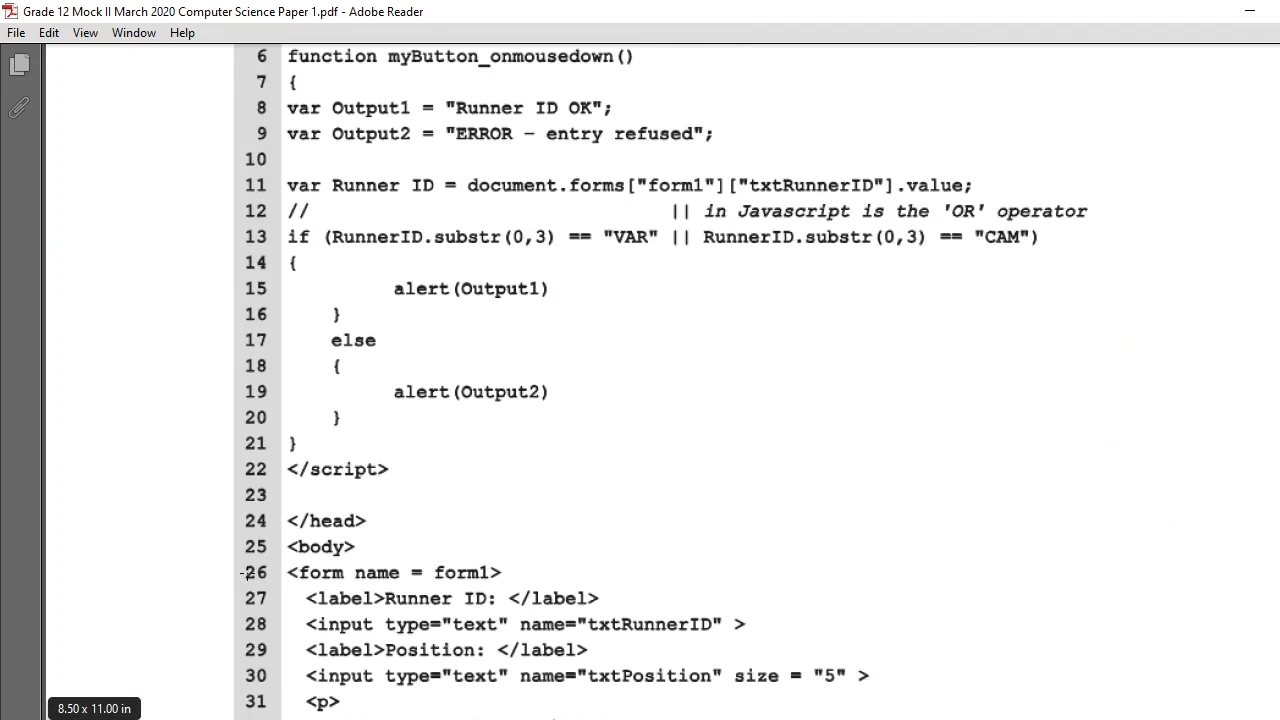 Grade 12 Mock II March 2020 Computer Science Paper 1.pdf - Adobe Reader
File Edit View Window Help
6 function myButton_onmousedown()
7 {
8 var Output1 = "Runner ID OK";
9 var Output2 = "ERROR – entry refused";
10
11 var Runner ID = document.forms["form1"]["txtRunnerID"].value;
12 // || in Javascript is the 'OR' operator
13 if (RunnerID.substr(0,3) == "VAR" || RunnerID.substr(0,3) == "CAM")
14 {
15 alert(Output1)
16 }
17 else
18 {
19 alert(Output2)
20 }
21 }
22 </script>
23
24 </head>
25 <body>
26 <form name = form1>
27 <label>Runner ID: </label>
28 <input type="text" name="txtRunnerID" >
29 <label>Position: </label>
30 <input type="text" name="txtPosition" size = "5" >
31 <p>
8.50 x 11.00 in